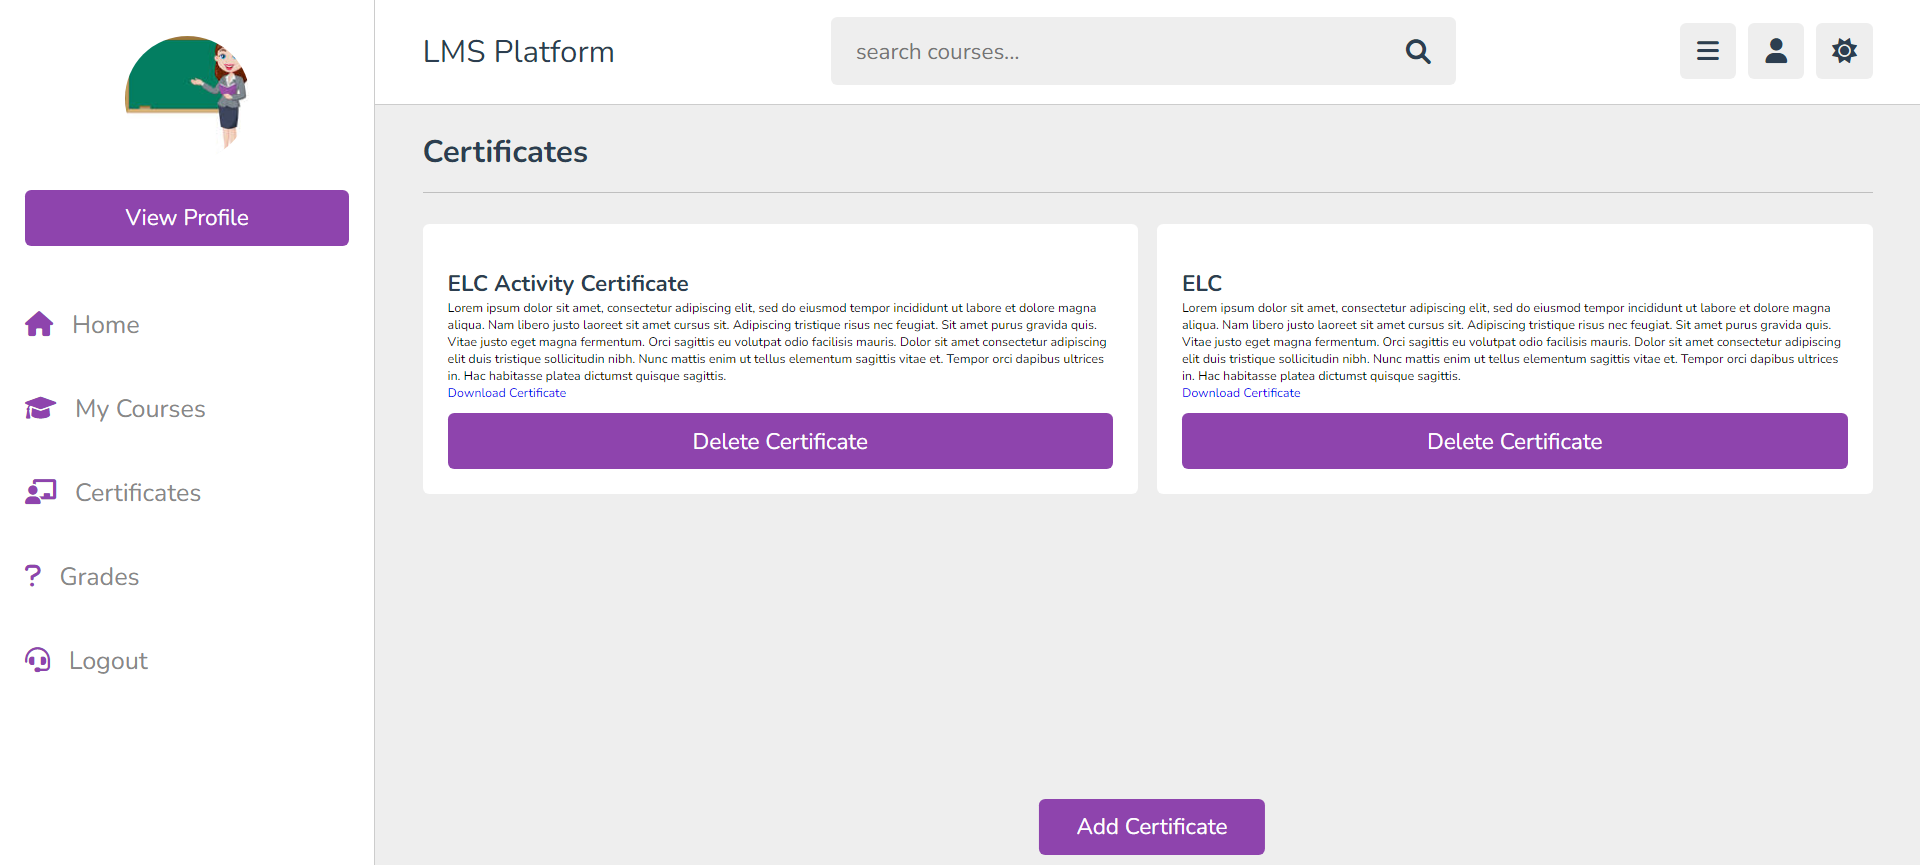 LMS Platform
search courses...
View Profile
Home
My Courses
Certificates
Grades
Logout
Certificates
ELC Activity Certificate
Lorem ipsum dolor sit amet, consectetur adipiscing elit, sed do eiusmod tempor incididunt ut labore et dolore magna
aliqua. Nam libero justo laoreet sit amet cursus sit. Adipiscing tristique risus nec feugiat. Sit amet purus gravida quis.
Vitae justo eget magna fermentum. Orci sagittis eu volutpat odio facilisis mauris. Dolor sit amet consectetur adipiscing
elit duis tristique sollicitudin nibh. Nunc mattis enim ut tellus elementum sagittis vitae et. Tempor orci dapibus ultrices
in. Hac habitasse platea dictumst quisque sagittis.
Download Certificate
Delete Certificate
ELC
Lorem ipsum dolor sit amet, consectetur adipiscing elit, sed do eiusmod tempor incididunt ut labore et dolore magna
aliqua. Nam libero justo laoreet sit amet cursus sit. Adipiscing tristique risus nec feugiat. Sit amet purus gravida quis.
Vitae justo eget magna fermentum. Orci sagittis eu volutpat odio facilisis mauris. Dolor sit amet consectetur adipiscing
elit duis tristique sollicitudin nibh. Nunc mattis enim ut tellus elementum sagittis vitae et. Tempor orci dapibus ultrices
in. Hac habitasse platea dictumst quisque sagittis.
Download Certificate
Delete Certificate
Add Certificate